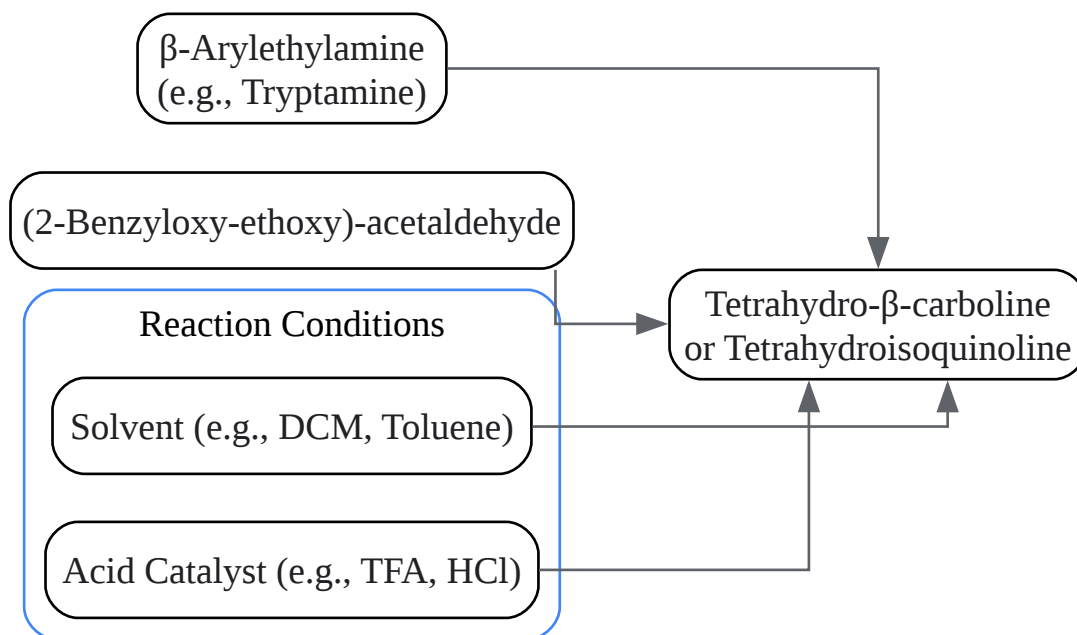 β-Arylethylamine
(e.g., Tryptamine)
(2-Benzyloxy-ethoxy)-acetaldehyde
Reaction Conditions
Tetrahydro-β-carboline
or Tetrahydroisoquinoline
Solvent (e.g., DCM, Toluene)
Acid Catalyst (e.g., TFA, HCl)